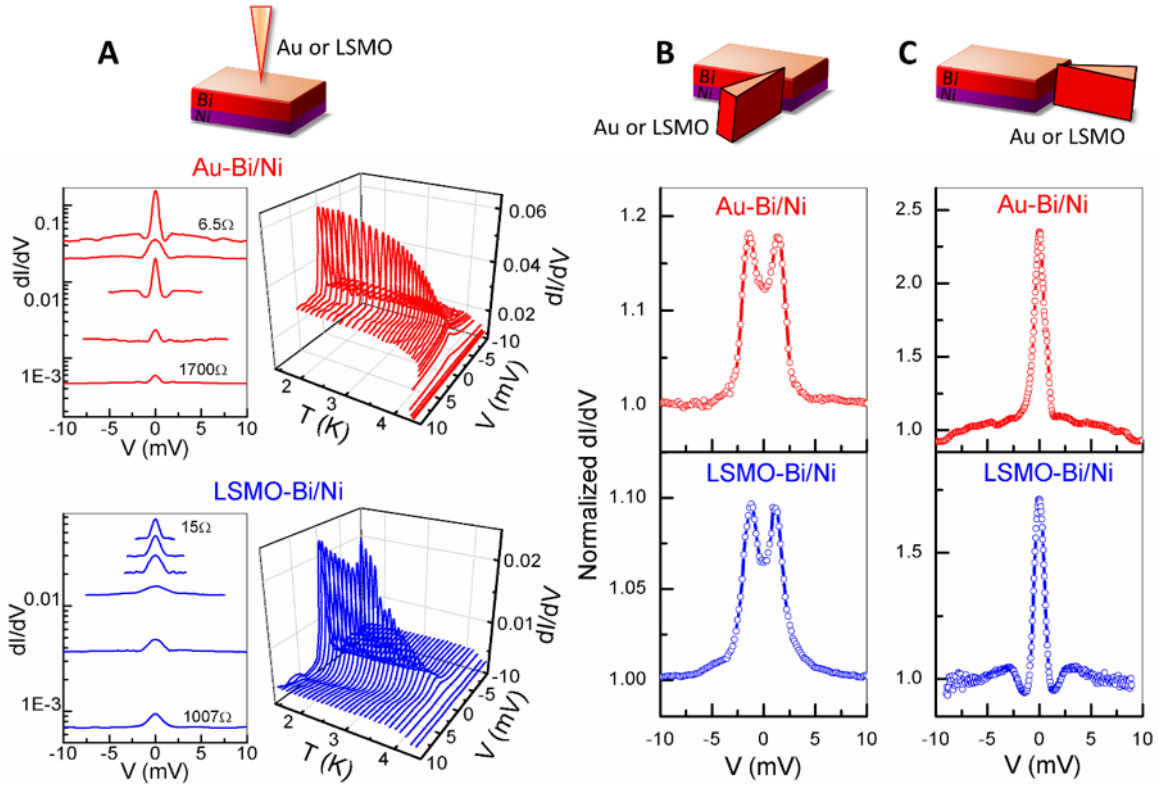 A
Au or LSMO
Bi
Ni
B
Bi
Ni
Au or LSMO
C
Bi
Ni
Au or LSMO
Au-Bi/Ni
dI/dV
0.1
0.01
1E-3
6.5Ω
1700Ω
-10 -5 0 5 10
V (mV)
0.06
0.04
0.02
dI/dV
2 3 4
T (K)
-10 -5 0 5 10
V (mV)
LSMO-Bi/Ni
dI/dV
0.01
1E-3
15Ω
1007Ω
-10 -5 0 5 10
V (mV)
0.02
0.01
dI/dV
2 3 4
T (K)
-10 -5 0 5 10
V (mV)
Normalized dI/dV
Au-Bi/Ni
1.2
1.1
1.0
LSMO-Bi/Ni
1.10
1.05
1.00
-10 -5 0 5 10
V (mV)
Au-Bi/Ni
2.5
2.0
1.5
1.0
LSMO-Bi/Ni
1.5
1.0
-10 -5 0 5 10
V (mV)